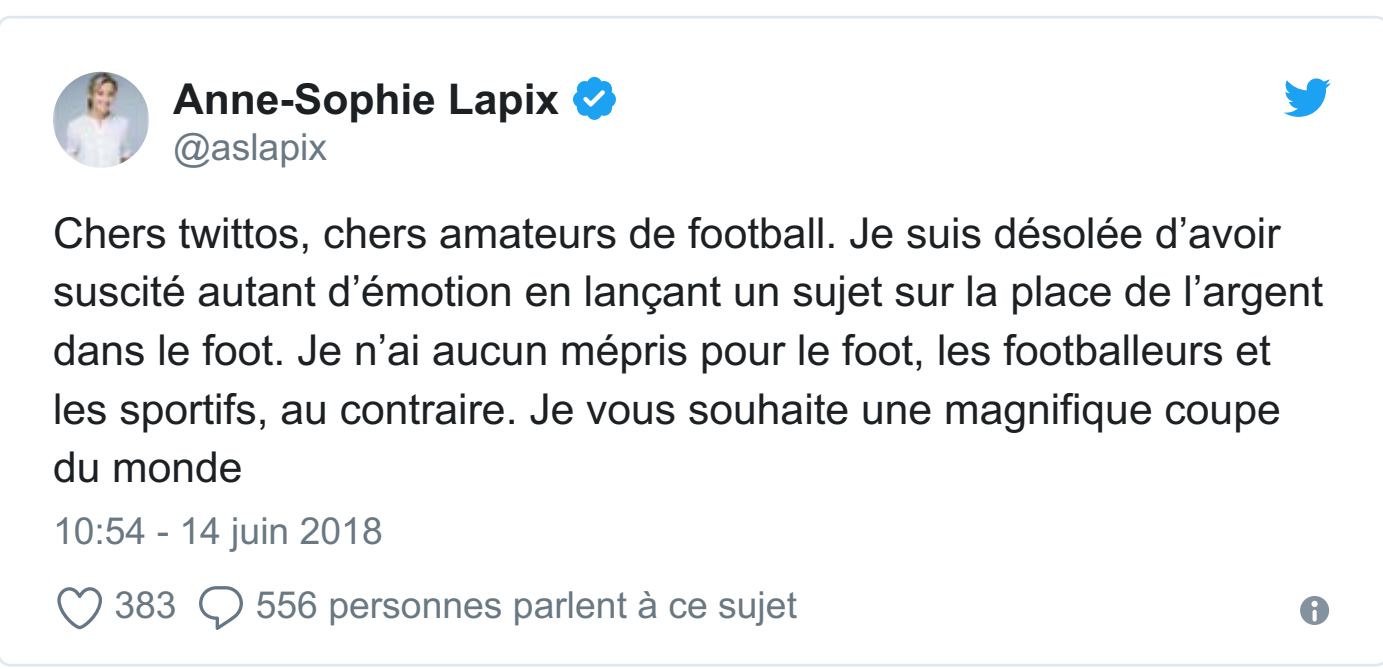 Anne-Sophie Lapix
@aslapix
Chers twittos, chers amateurs de football. Je suis désolée d’avoir
suscité autant d’émotion en lançant un sujet sur la place de l’argent
dans le foot. Je n’ai aucun mépris pour le foot, les footballeurs et
les sportifs, au contraire. Je vous souhaite une magnifique coupe
du monde
10:54 - 14 juin 2018
383 556 personnes parlent à ce sujet